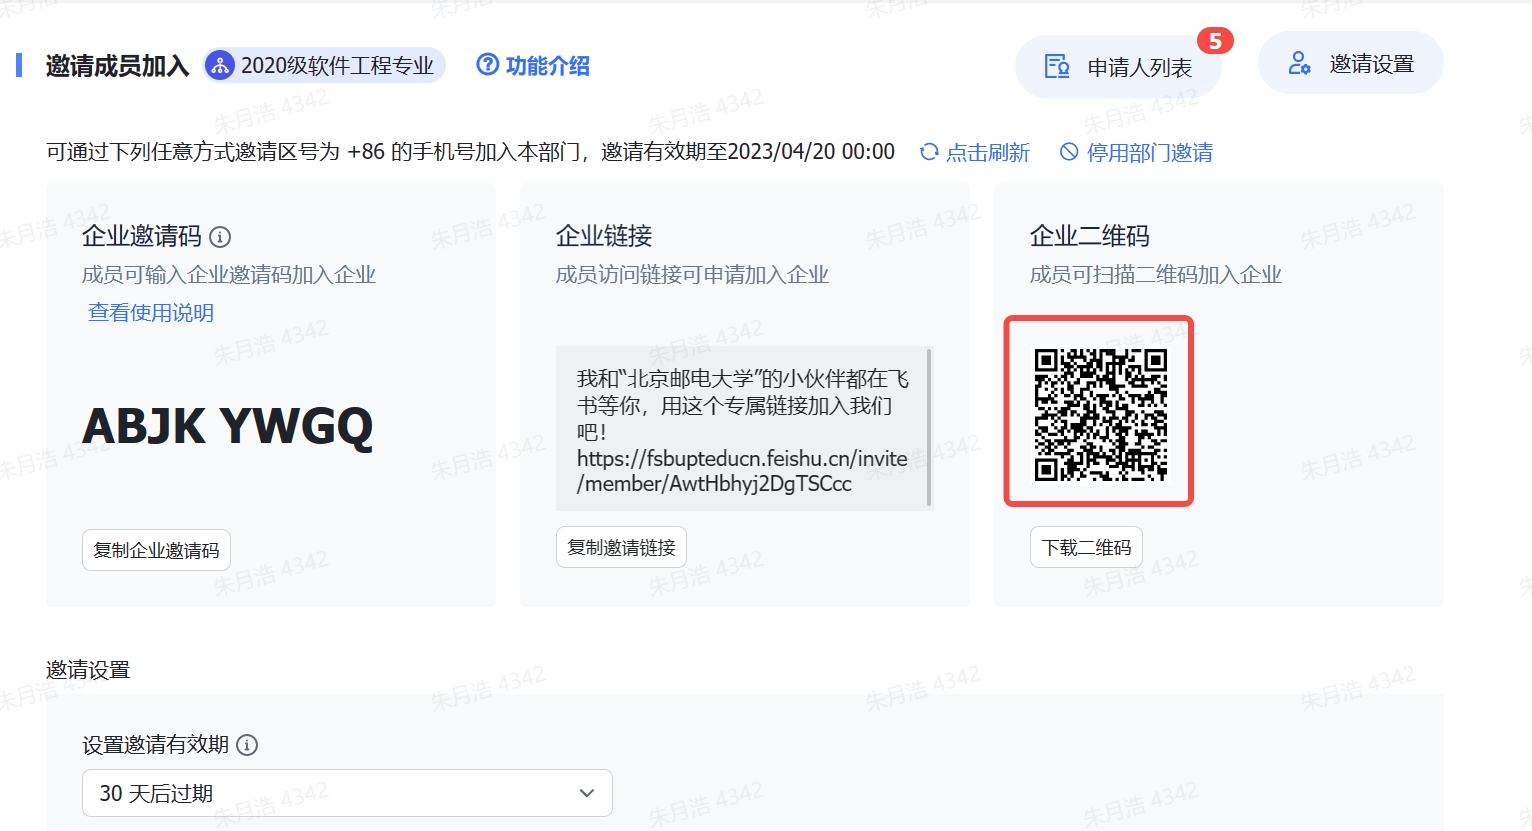 邀请成员加入
2020级软件工程专业
功能介绍
申请人列表
5
邀请设置
可通过下列任意方式邀请区号为 +86 的手机号加入本部门，邀请有效期至2023/04/20 00:00
点击刷新
停用部门邀请
企业邀请码
成员可输入企业邀请码加入企业
查看使用说明
ABJK YWGQ
复制企业邀请码
企业链接
成员访问链接可申请加入企业
我和“北京邮电大学”的小伙伴都在飞
书等你，用这个专属链接加入我们
吧！
https://fsbupteducn.feishu.cn/invite
/member/AwtHbhyj2DgTSCcc
复制邀请链接
企业二维码
成员可扫描二维码加入企业
下载二维码
邀请设置
设置邀请有效期
30 天后过期
朱月浩 4342